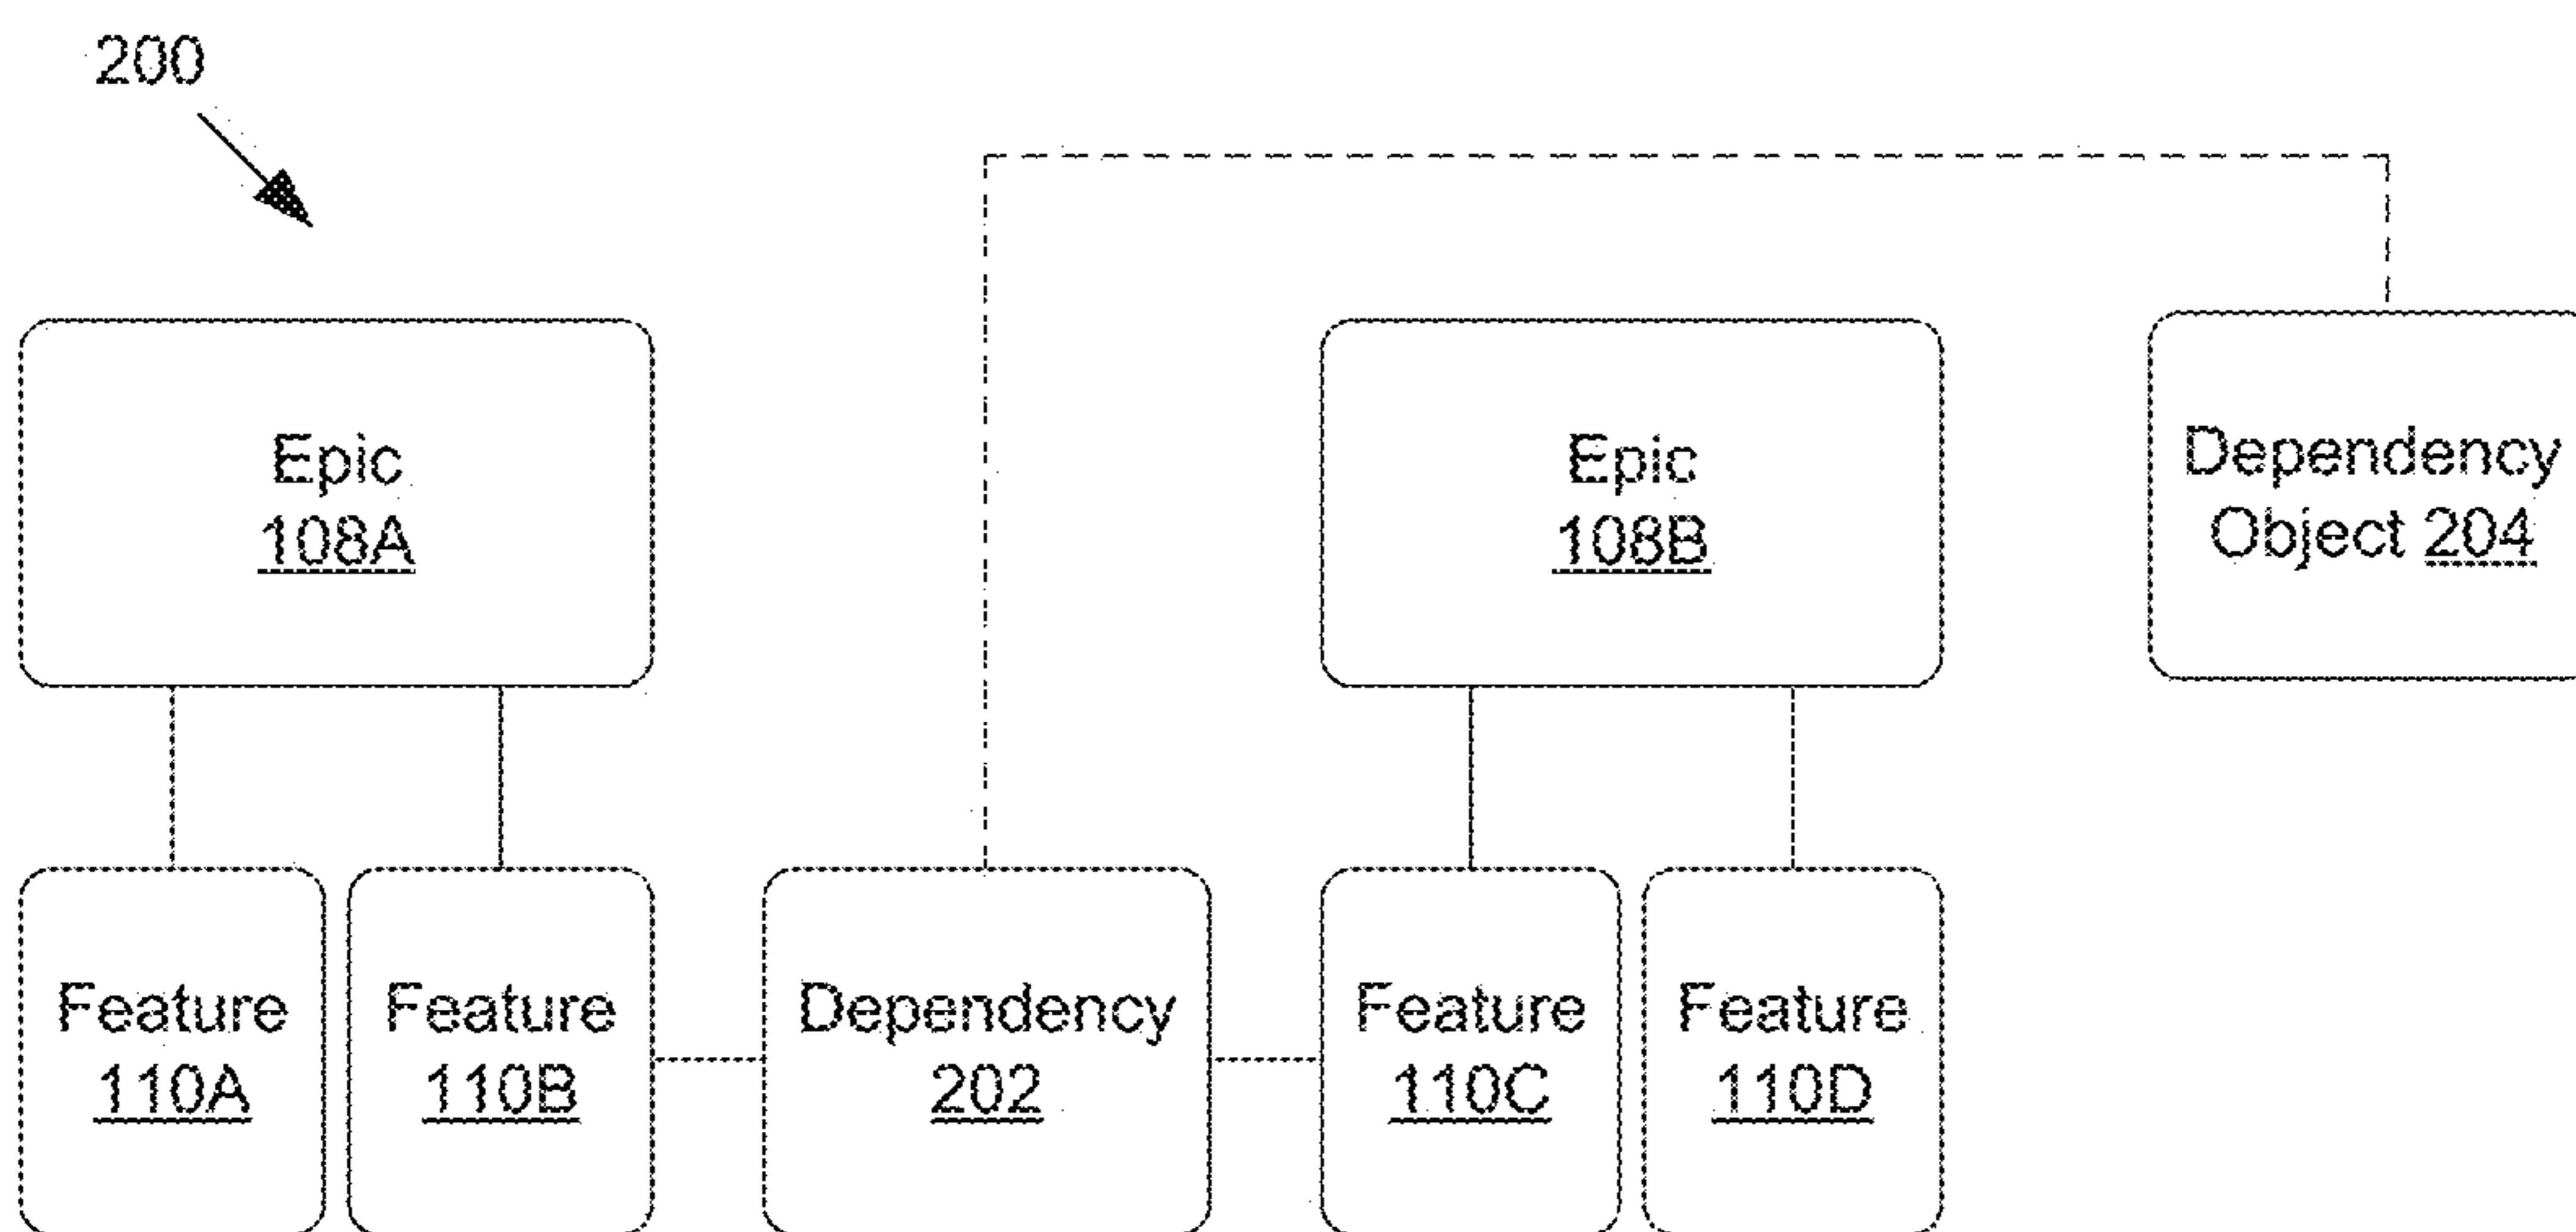 200
Epic
108A
Epic
108B
Dependency
Object 204
Feature
110A
Feature
110B
Dependency
202
Feature
110C
Feature
110D